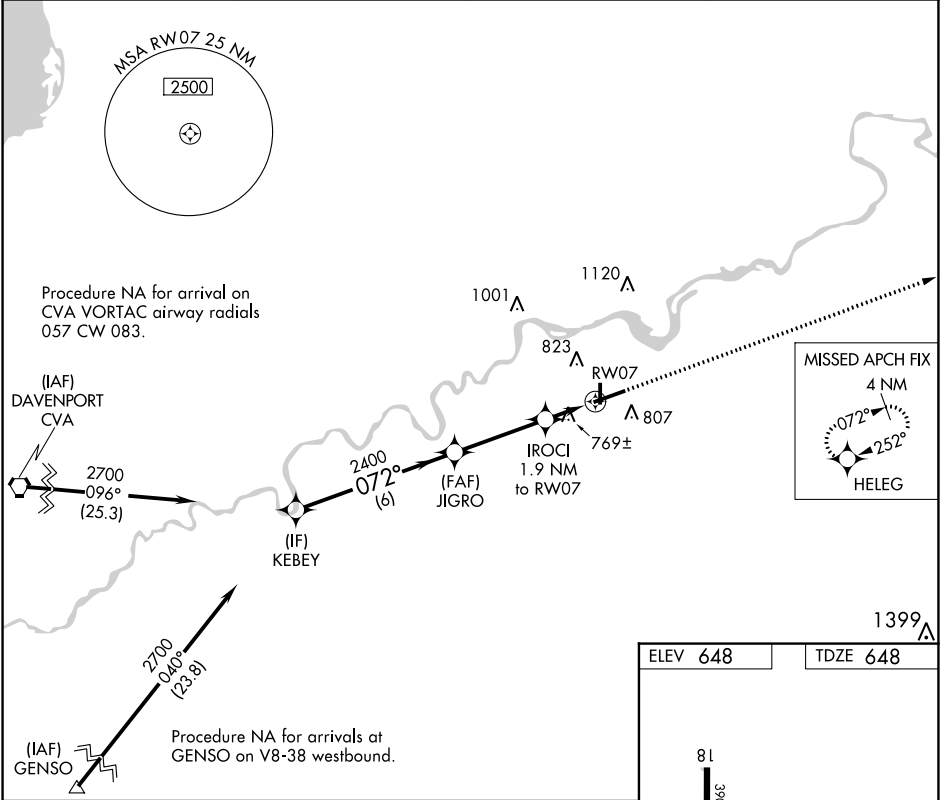 MSA RW07 25 NM
2500
Procedure NA for arrival on
CVA VORTAC airway radials
057 CW 083.
1120
1001
823
RW07
MISSED APCH FIX
4 NM
072°
252°
HELEG
(IAF)
DAVENPORT
CVA
807
769±
IROCI
1.9 NM
to RW07
2400
072°
(6)
(FAF)
JIGRO
2700
096°
(25.3)
(IF)
KEBEY
1399
2700
040°
(23.8)
ELEV 648
TDZE 648
Procedure NA for arrivals at
GENSO on V8-38 westbound.
(IAF)
GENSO
18